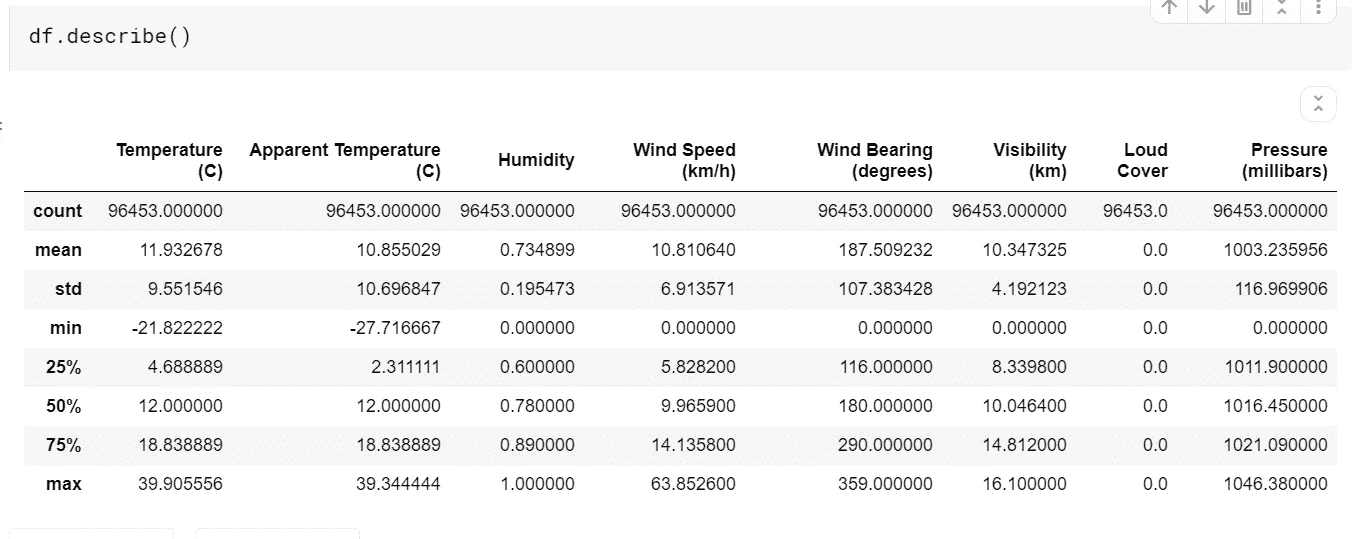 df.describe()
Temperature (C) Apparent Temperature (C) Humidity Wind Speed (km/h) Wind Bearing (degrees) Visibility (km) Loud Cover Pressure (millibars)
count 96453.000000 96453.000000 96453.000000 96453.000000 96453.000000 96453.000000 96453.0 96453.000000
mean 11.932678 10.855029 0.734899 10.810640 187.509232 10.347325 0.0 1003.235956
std 9.551546 10.696847 0.195473 6.913571 107.383428 4.192123 0.0 116.969906
min -21.822222 -27.716667 0.000000 0.000000 0.000000 0.000000 0.0 0.000000
25% 4.688889 2.311111 0.600000 5.828200 116.000000 8.339800 0.0 1011.900000
50% 12.000000 12.000000 0.780000 9.965900 180.000000 10.046400 0.0 1016.450000
75% 18.838889 18.838889 0.890000 14.135800 290.000000 14.812000 0.0 1021.090000
max 39.905556 39.344444 1.000000 63.852600 359.000000 16.100000 0.0 1046.380000